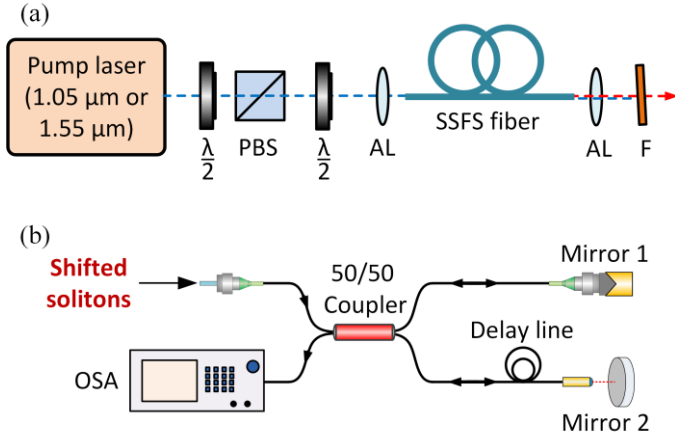 (a)
Pump laser
(1.05 µm or
1.55 µm)
λ
2
PBS
λ
2
AL
SSFS fiber
AL
F
(b)
Shifted
solitons
50/50
Coupler
Mirror 1
OSA
Delay line
Mirror 2